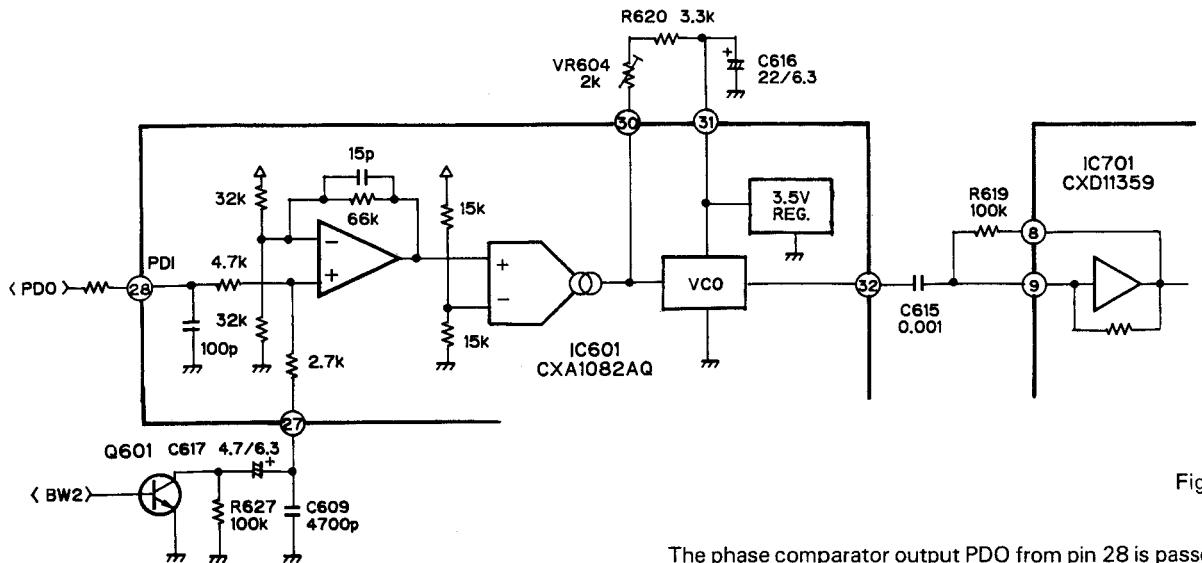 R620 3.3k
VR604
2k
C616
22/6.3
30
31
15p
32k
66k
15k
3.5V
REG.
IC701
CXD11359
R619
100k
8
PDI
4.7k
〈PDO〉
28
VCO
32
9
C615
0.001
32k
100p
15k
2.7k
IC601
CXA1082AQ
27
Q601 C617 4.7/6.3
〈BW2〉
R627
100k
C609
4700p
Fig
The phase comparator output PDO from pin 28 is passe